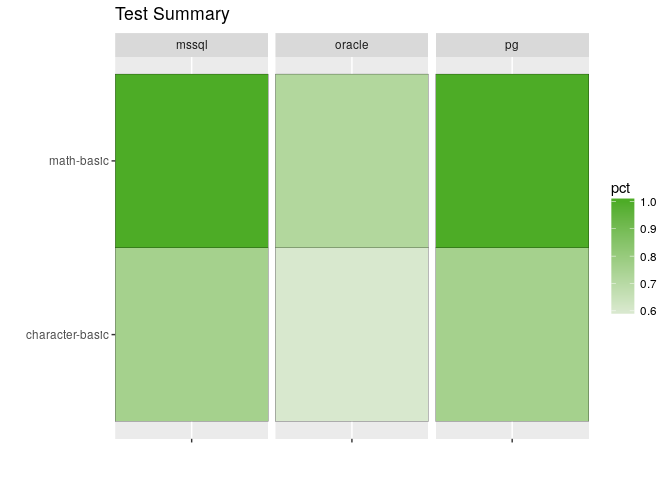 Test Summary
mssql oracle pg
math-basic
character-basic
pct
1.0
0.9
0.8
0.7
0.6